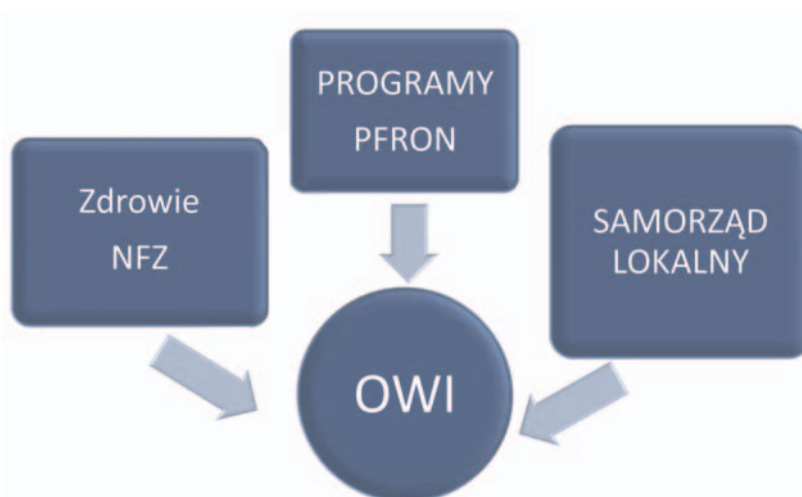 PROGRAMY
PFRON
Zdrowie
NFZ
SAMORZĄD
LOKALNY
OWI